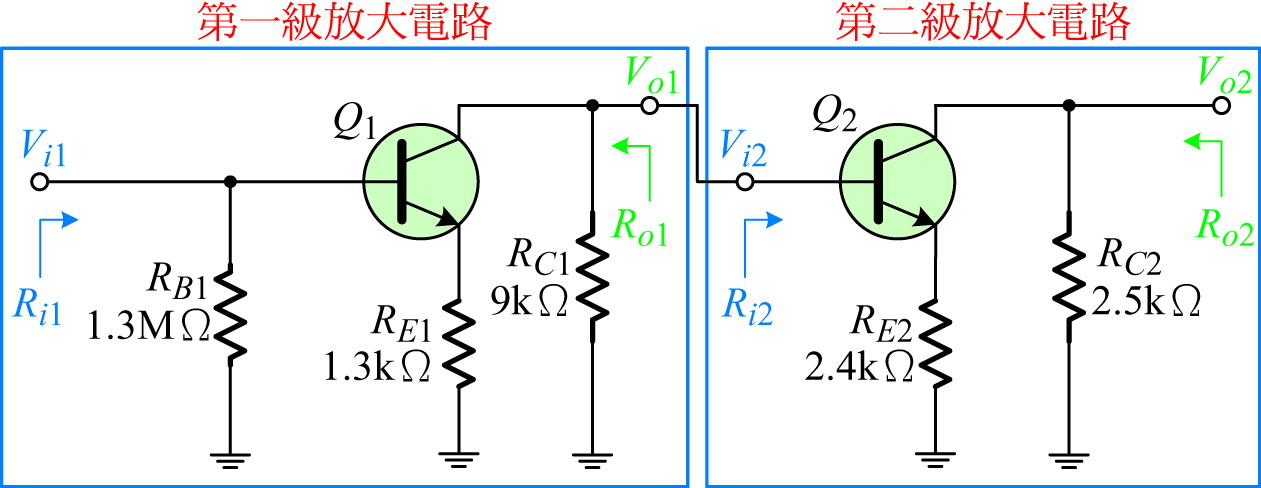 第一級放大電路
第二級放大電路
Vo1
Vo2
Q1
Q2
Vi1
Vi2
Ro1
Ro2
RB1
1.3MΩ
RC1
9kΩ
RC2
2.5kΩ
Ri1
RE1
1.3kΩ
Ri2
RE2
2.4kΩ